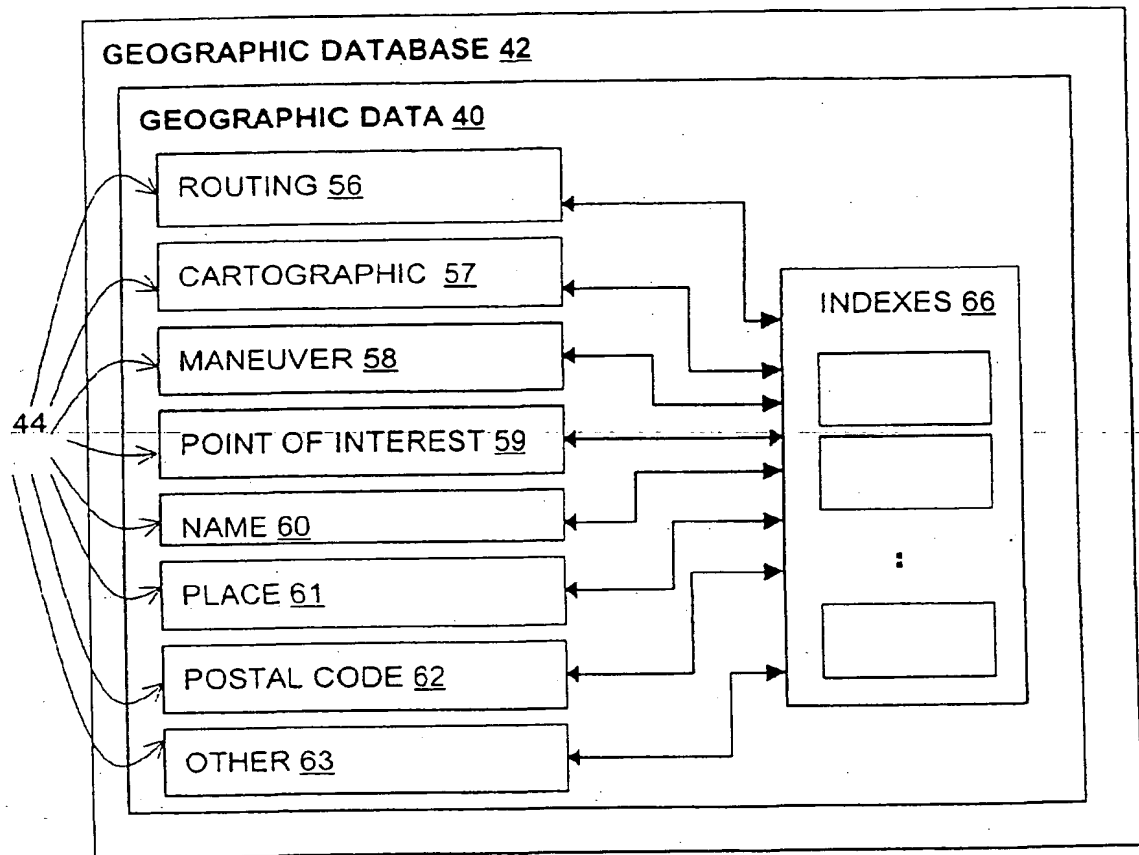 GEOGRAPHIC DATABASE 42
GEOGRAPHIC DATA 40
ROUTING 56
CARTOGRAPHIC 57
INDEXES 66
MANEUVER 58
44
POINT OF INTEREST 59
NAME 60
PLACE 61
POSTAL CODE 62
OTHER 63